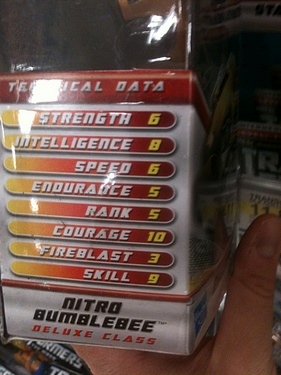 TECHNICAL DATA
STRENGTH 6
INTELLIGENCE 8
SPEED 6
ENDURANCE 5
RANK 5
COURAGE 10
FIREBLAST 3
SKILL 9
NITRO
BUMBLEBEE™
DELUXE CLASS